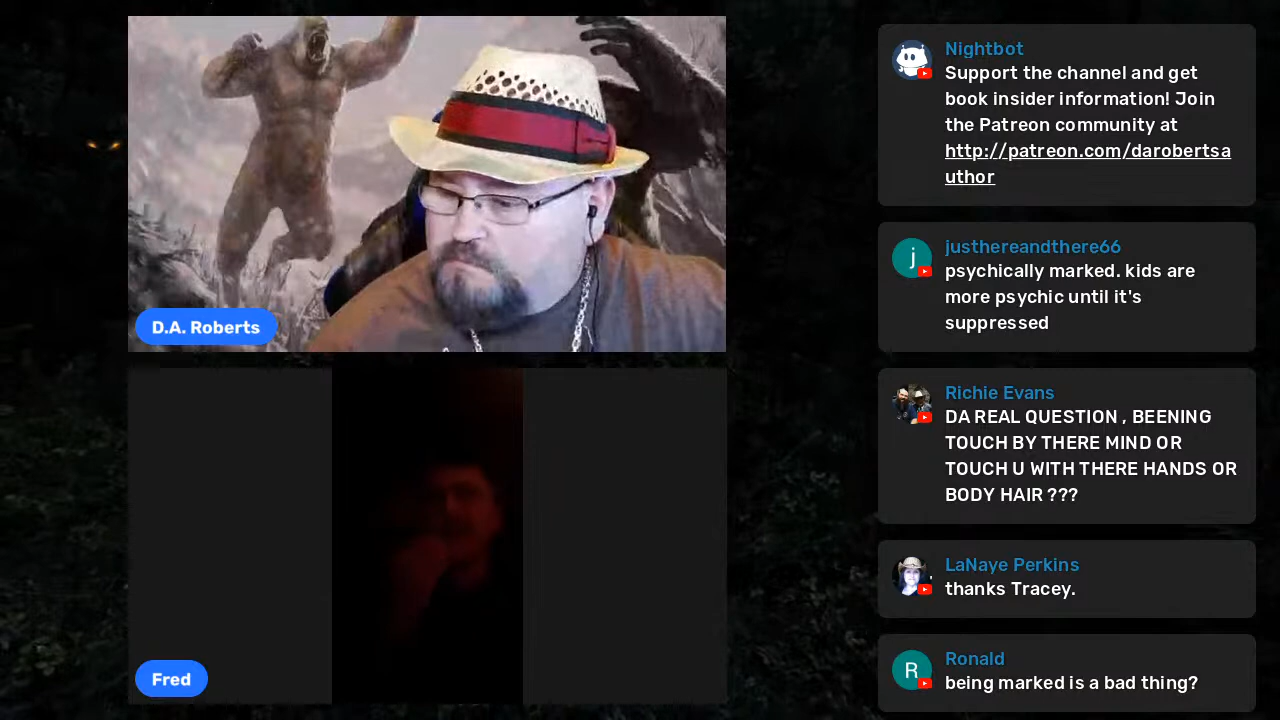 D.A. Roberts
Fred
Nightbot
Support the channel and get
book insider information! Join
the Patreon community at
http://patreon.com/darobertsa
uthor
j
justhereandthere66
psychically marked. kids are
more psychic until it's
suppressed
Richie Evans
DA REAL QUESTION , BEENING
TOUCH BY THERE MIND OR
TOUCH U WITH THERE HANDS OR
BODY HAIR ???
LaNaye Perkins
thanks Tracey.
R
Ronald
being marked is a bad thing?